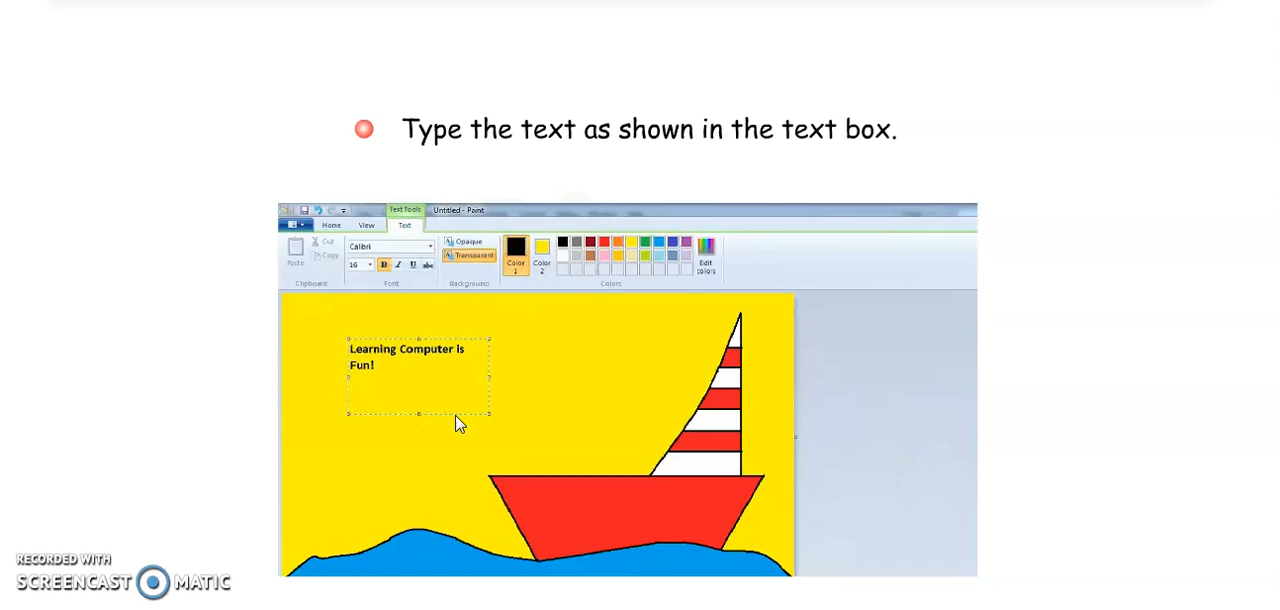 Type the text as shown in the text box.
Text Tools
Untitled - Paint
Home View Text
Paste
Cut
Copy
Clipboard
Calibri
16 B I U abc
Font
Opaque
Transparent
Background
Color 1
Color 2
Edit colors
Colors
Learning Computer is
Fun!
RECORDED WITH
SCREENCAST MATIC